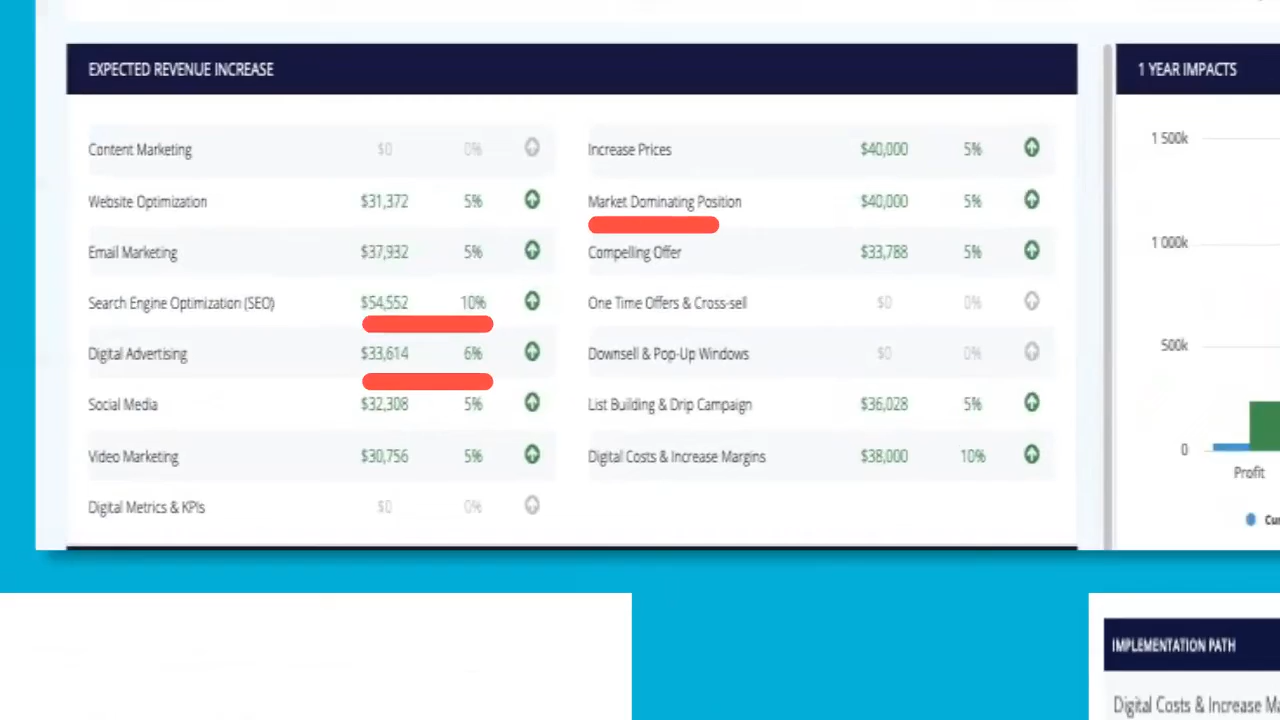 EXPECTED REVENUE INCREASE
Content Marketing $0 0%
Website Optimization $31,372 5%
Email Marketing $37,932 5%
Search Engine Optimization (SEO) $54,552 10%
Digital Advertising $33,614 6%
Social Media $32,308 5%
Video Marketing $30,756 5%
Digital Metrics & KPIs $0 0%
Increase Prices $40,000 5%
Market Dominating Position $40,000 5%
Compelling Offer $33,788 5%
One Time Offers & Cross-sell $0 0%
Downsell & Pop-Up Windows $0 0%
List Building & Drip Campaign $36,028 5%
Digital Costs & Increase Margins $38,000 10%
1 YEAR IMPACTS
1 500k
1 000k
500k
0
Profit
IMPLEMENTATION PATH
Digital Costs & Increase